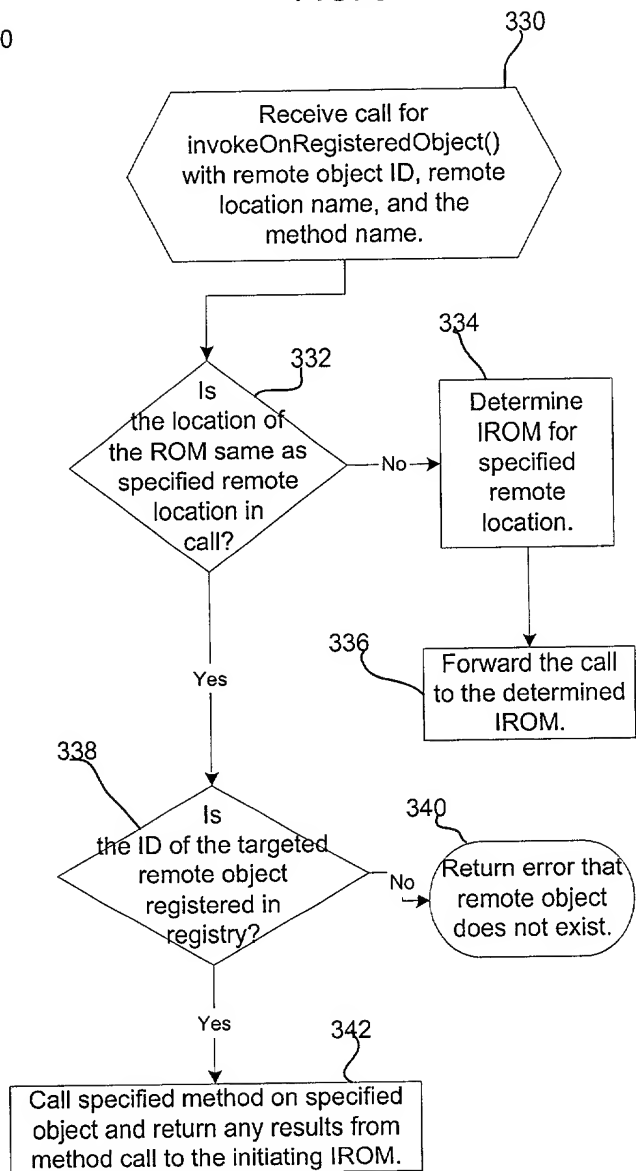 0
330
Receive call for
invokeOnRegisteredObject()
with remote object ID, remote
location name, and the
method name.
332
Is
the location of
the ROM same as
specified remote
location in
call?
No
334
Determine
IROM for
specified
remote
location.
336
Forward the call
to the determined
IROM.
Yes
338
Is
the ID of the targeted
remote object
registered in
registry?
No
340
Return error that
remote object
does not exist.
Yes
342
Call specified method on specified
object and return any results from
method call to the initiating IROM.